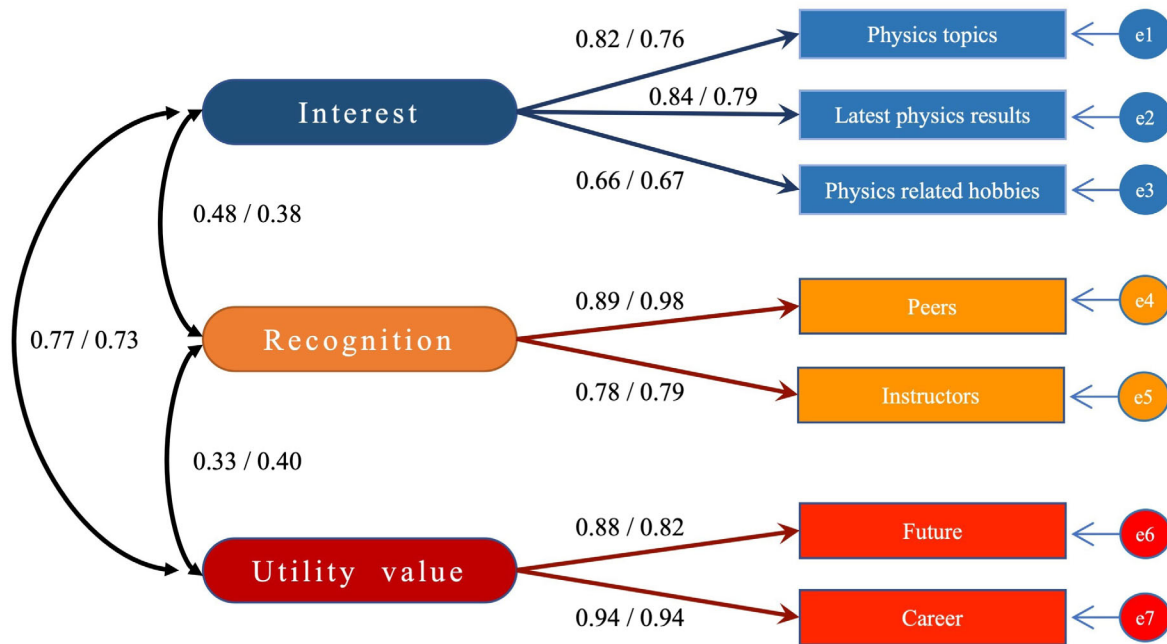 Physics topics
e1
0.82 / 0.76
0.84 / 0.79
Interest
Latest physics results
e2
0.66 / 0.67
Physics related hobbies
e3
0.48 / 0.38
0.89 / 0.98
Peers
e4
0.77 / 0.73
Recognition
0.78 / 0.79
Instructors
e5
0.33 / 0.40
0.88 / 0.82
Future
e6
Utility value
0.94 / 0.94
Career
e7